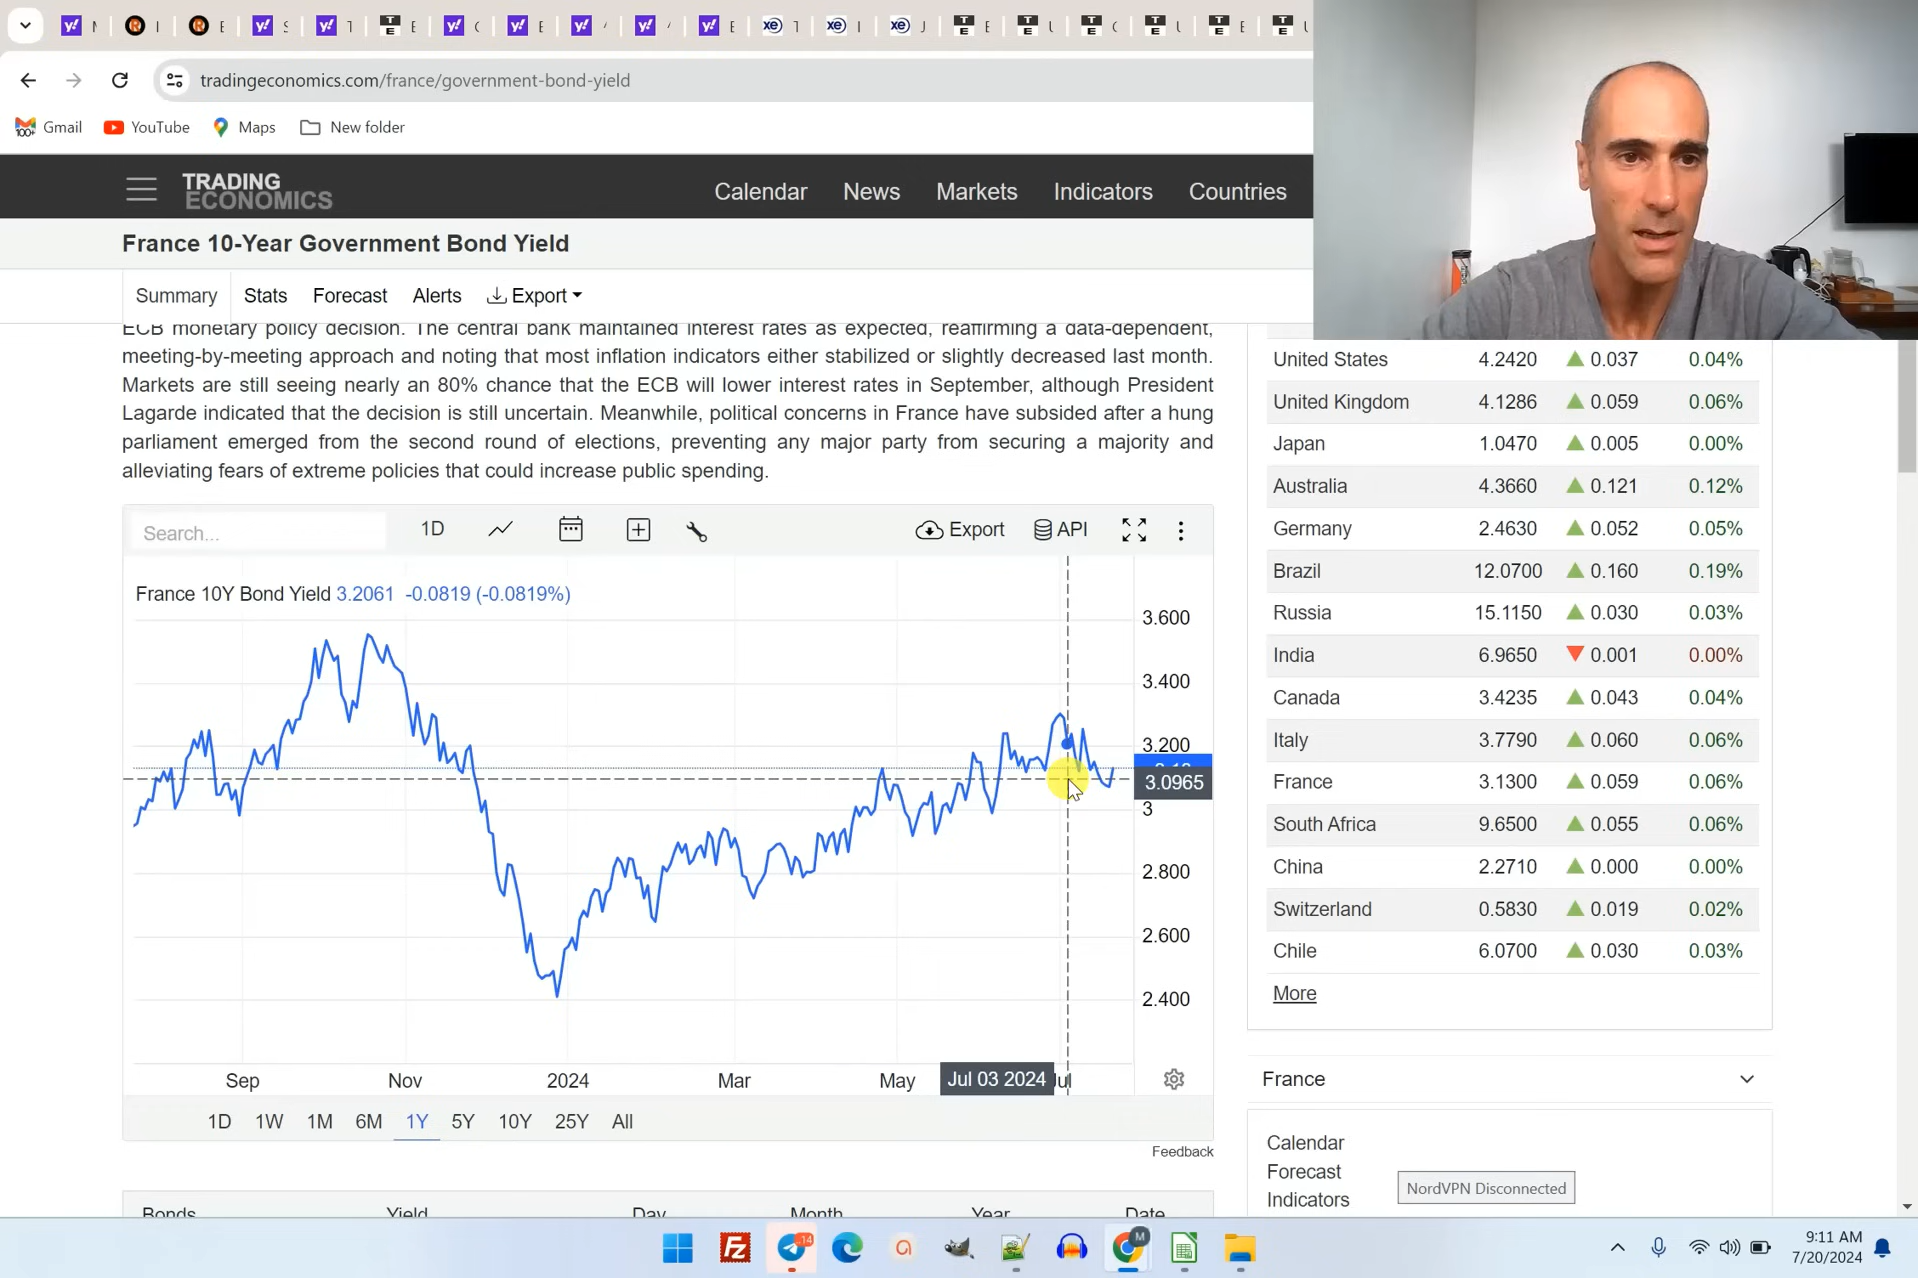 tradingeconomics.com/france/government-bond-yield
Gmail
YouTube
Maps
New folder
TRADING
ECONOMICS
Calendar
News
Markets
Indicators
Countries
France 10-Year Government Bond Yield
Summary
Stats
Forecast
Alerts
Export
ECB monetary policy decision. The central bank maintained interest rates as expected, reaffirming a data-dependent,
meeting-by-meeting approach and noting that most inflation indicators either stabilized or slightly decreased last month.
Markets are still seeing nearly an 80% chance that the ECB will lower interest rates in September, although President
Lagarde indicated that the decision is still uncertain. Meanwhile, political concerns in France have subsided after a hung
parliament emerged from the second round of elections, preventing any major party from securing a majority and
alleviating fears of extreme policies that could increase public spending.
Search...
1D
Export
API
France 10Y Bond Yield 3.2061 -0.0819 (-0.0819%)
3.600
3.400
3.200
3.0965
3
2.800
2.600
2.400
Sep
Nov
2024
Mar
May
Jul 03 2024
1D 1W 1M 6M 1Y 5Y 10Y 25Y All
Feedback
Bonds Yield Day Month Year Date
United States 4.2420 0.037 0.04%
United Kingdom 4.1286 0.059 0.06%
Japan 1.0470 0.005 0.00%
Australia 4.3660 0.121 0.12%
Germany 2.4630 0.052 0.05%
Brazil 12.0700 0.160 0.19%
Russia 15.1150 0.030 0.03%
India 6.9650 0.001 0.00%
Canada 3.4235 0.043 0.04%
Italy 3.7790 0.060 0.06%
France 3.1300 0.059 0.06%
South Africa 9.6500 0.055 0.06%
China 2.2710 0.000 0.00%
Switzerland 0.5830 0.019 0.02%
Chile 6.0700 0.030 0.03%
More
France
Calendar
Forecast
Indicators
NordVPN Disconnected
14
M
9:11 AM
7/20/2024